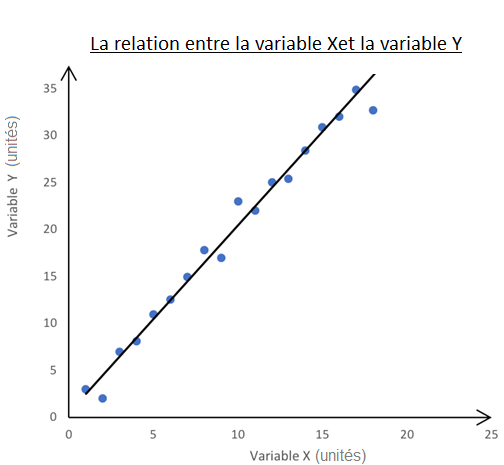 La relation entre la variable Xet la variable Y
35
30
25
20
15
10
5
0
Variable Y (unités)
0 5 10 15 20 25
Variable X (unités)